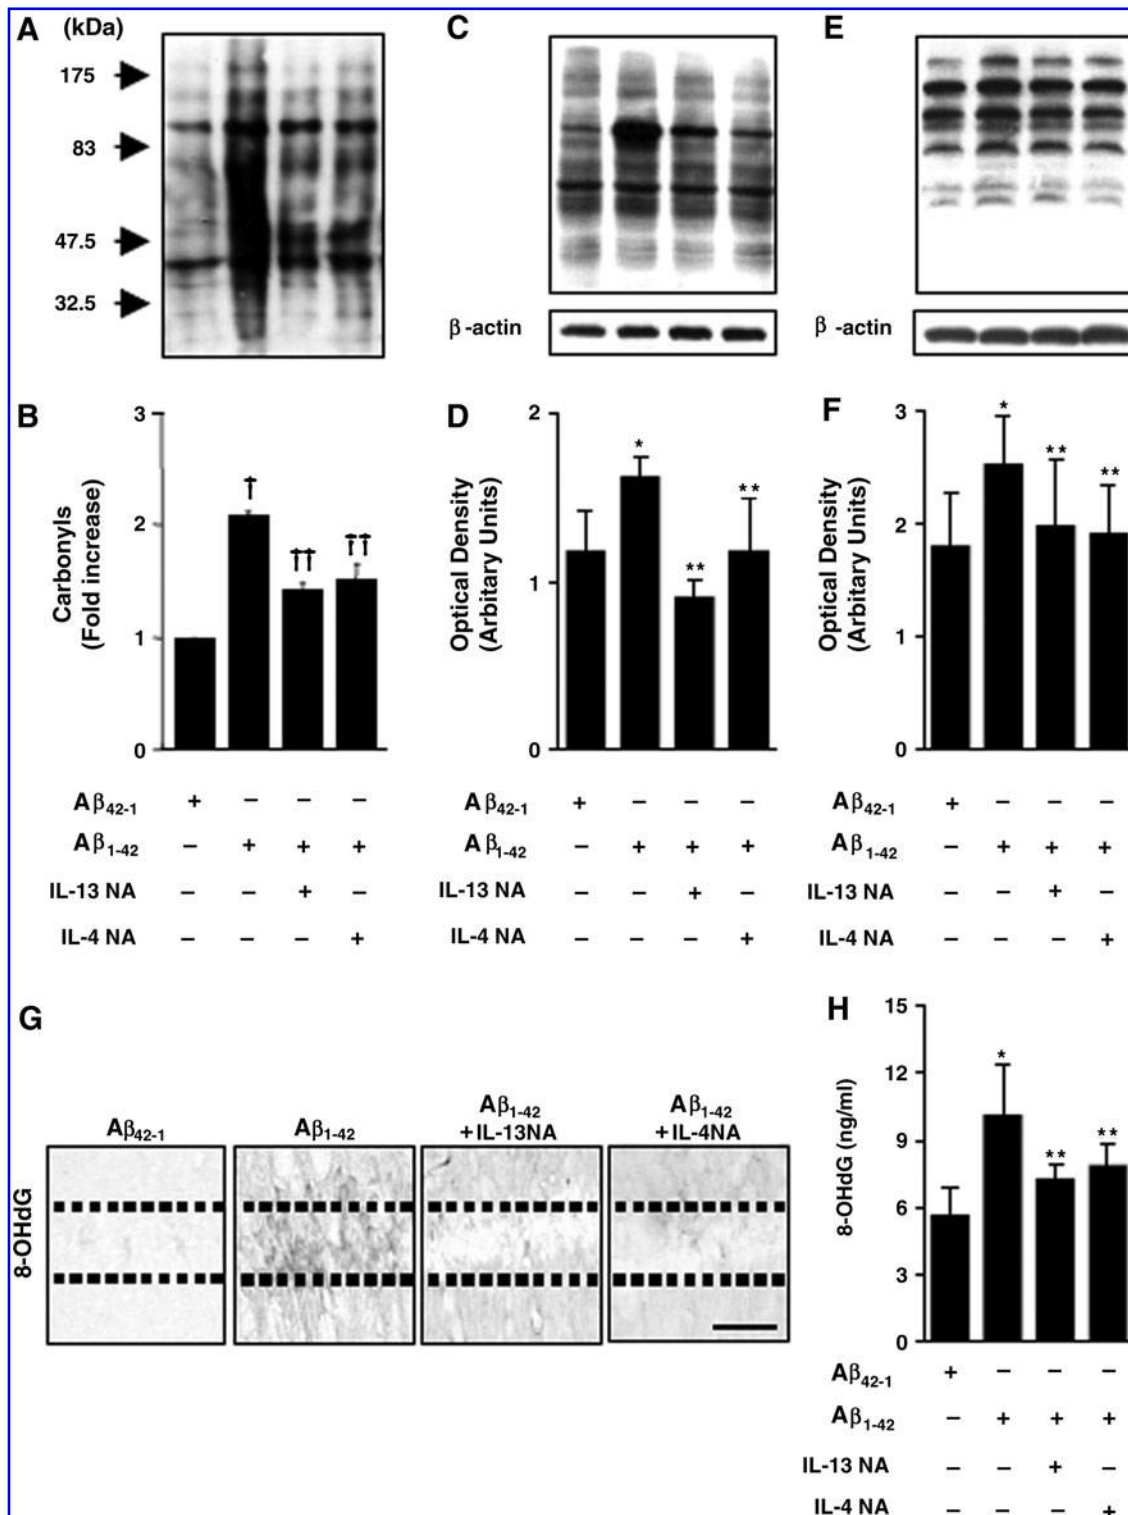 A (kDa)
175
83
47.5
32.5
C
β-actin
E
β-actin
B
Carbonyls
(Fold increase)
3
2
1
0
†
††
††
Aβ42-1 + − − −
Aβ1-42 − + + +
IL-13 NA − − + −
IL-4 NA − − − +
D
Optical Density
(Arbitary Units)
2
1
0
*
**
**
Aβ42-1 + − − −
Aβ1-42 − + + +
IL-13 NA − − + −
IL-4 NA − − − +
F
Optical Density
(Arbitary Units)
3
2
1
0
*
**
**
Aβ42-1 + − − −
Aβ1-42 − + + +
IL-13 NA − − + −
IL-4 NA − − − +
G
8-OHdG
Aβ42-1
Aβ1-42
Aβ1-42
+IL-13NA
Aβ1-42
+IL-4NA
H
8-OHdG (ng/ml)
15
12
9
6
3
0
*
**
**
Aβ42-1 + − − −
Aβ1-42 − + + +
IL-13 NA − − + −
IL-4 NA − − − +